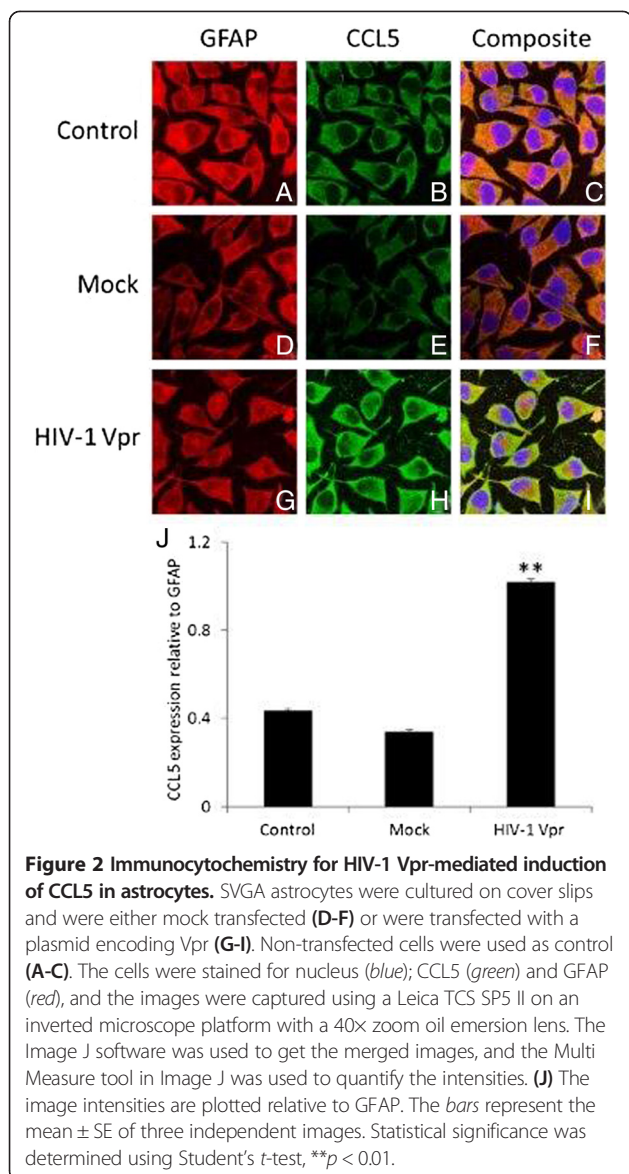 GFAP CCL5 Composite
Control
A B C
Mock
D E F
HIV-1 Vpr
G H I
J
CCL5 expression relative to GFAP
1.2
0.8
0.4
0
**
Control Mock HIV-1 Vpr
Figure 2 Immunocytochemistry for HIV-1 Vpr-mediated induction
of CCL5 in astrocytes. SVGA astrocytes were cultured on cover slips
and were either mock transfected (D-F) or were transfected with a
plasmid encoding Vpr (G-I). Non-transfected cells were used as control
(A-C). The cells were stained for nucleus (blue); CCL5 (green) and GFAP
(red), and the images were captured using a Leica TCS SP5 II on an
inverted microscope platform with a 40× zoom oil emersion lens. The
Image J software was used to get the merged images, and the Multi
Measure tool in Image J was used to quantify the intensities. (J) The
image intensities are plotted relative to GFAP. The bars represent the
mean ± SE of three independent images. Statistical significance was
determined using Student's t-test, **p < 0.01.